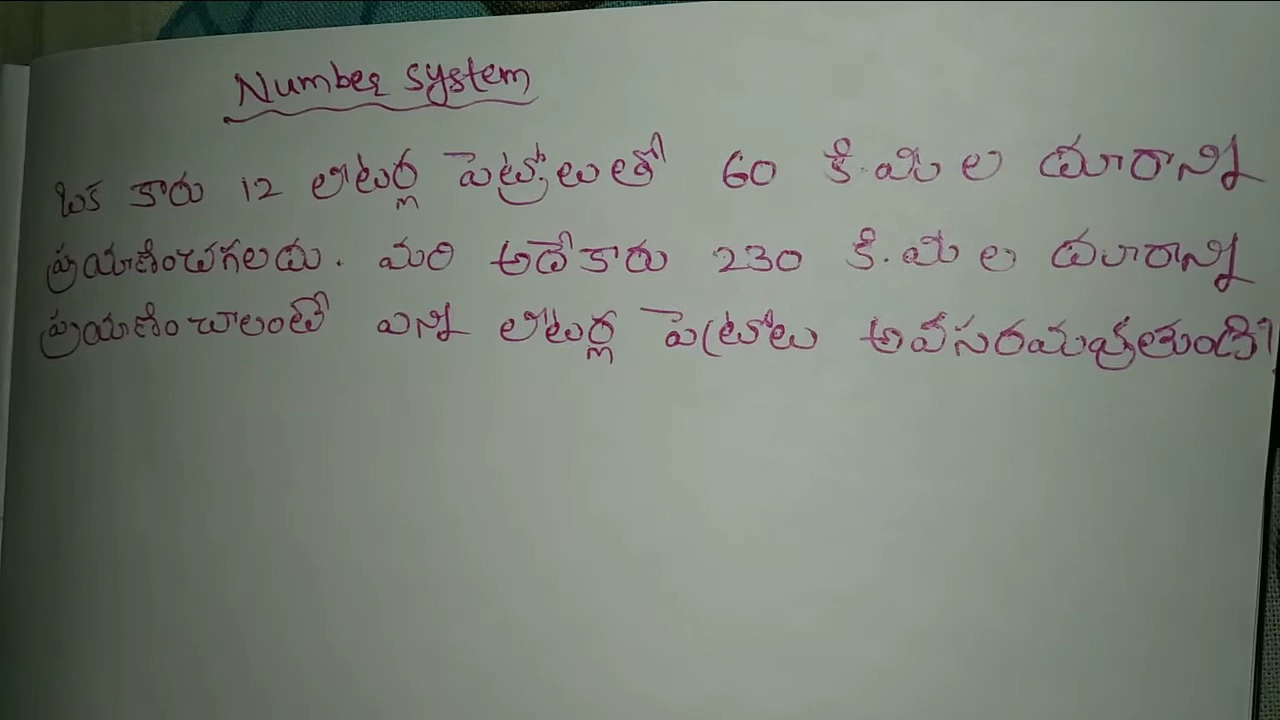 Number system
ఒక కారు 12 లీటర్ల పెట్రోలుతో 60 కి.మీ ల దూరాన్ని
ప్రయాణించగలదు. మరి అదేకారు 230 కి.మీ ల దూరాన్ని
ప్రయాణించాలంటే ఎన్ని లీటర్ల పెట్రోలు అవసరమవుతుంది?